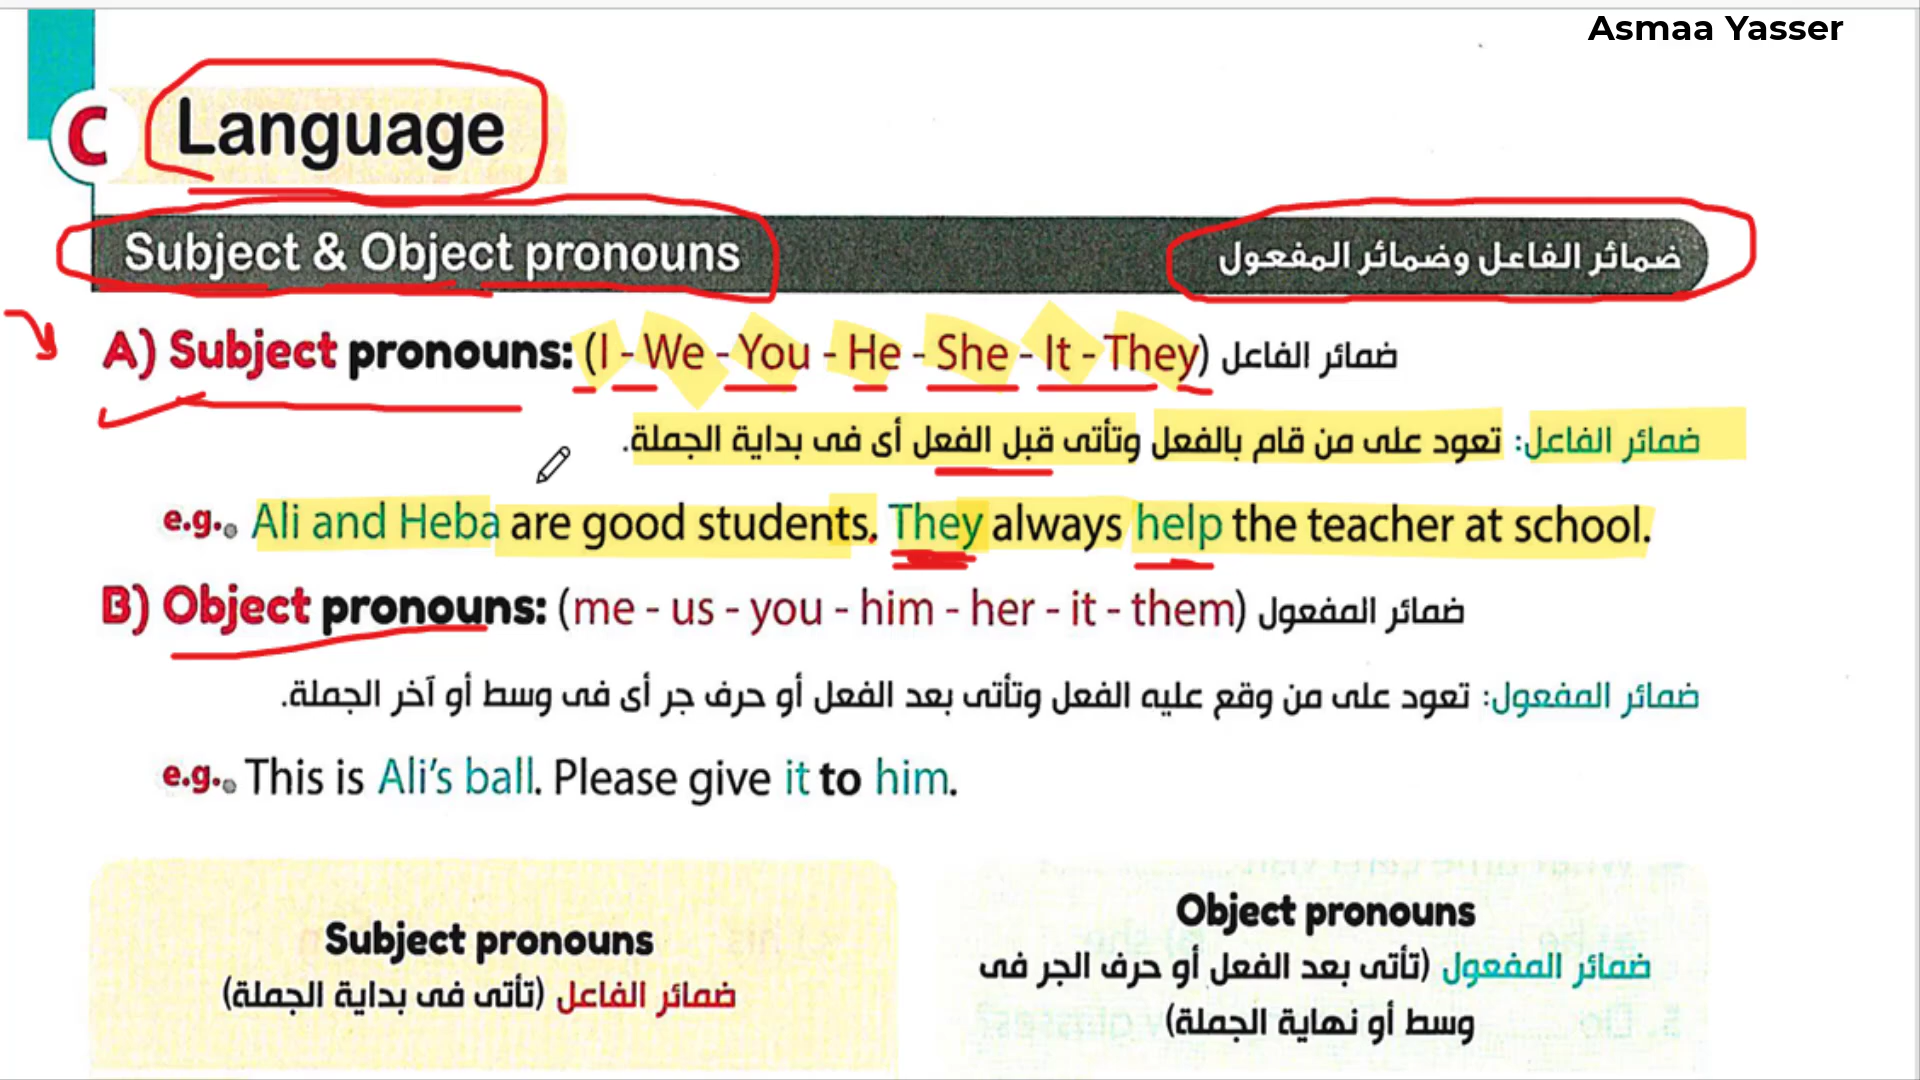 Asmaa Yasser
C Language
Subject & Object pronouns ضمائر الفاعل وضمائر المفعول
A) Subject pronouns: (I - We - You - He - She - It - They) ضمائر الفاعل
ضمائر الفاعل: تعود على من قام بالفعل وتأتى قبل الفعل أى فى بداية الجملة.
e.g. Ali and Heba are good students. They always help the teacher at school.
B) Object pronouns: (me - us - you - him - her - it - them) ضمائر المفعول
ضمائر المفعول: تعود على من وقع عليه الفعل وتأتى بعد الفعل أو حرف جر أى فى وسط أو آخر الجملة.
e.g. This is Ali's ball. Please give it to him.
Subject pronouns
ضمائر الفاعل (تأتى فى بداية الجملة)
Object pronouns
ضمائر المفعول (تأتى بعد الفعل أو حرف الجر فى
وسط أو نهاية الجملة)